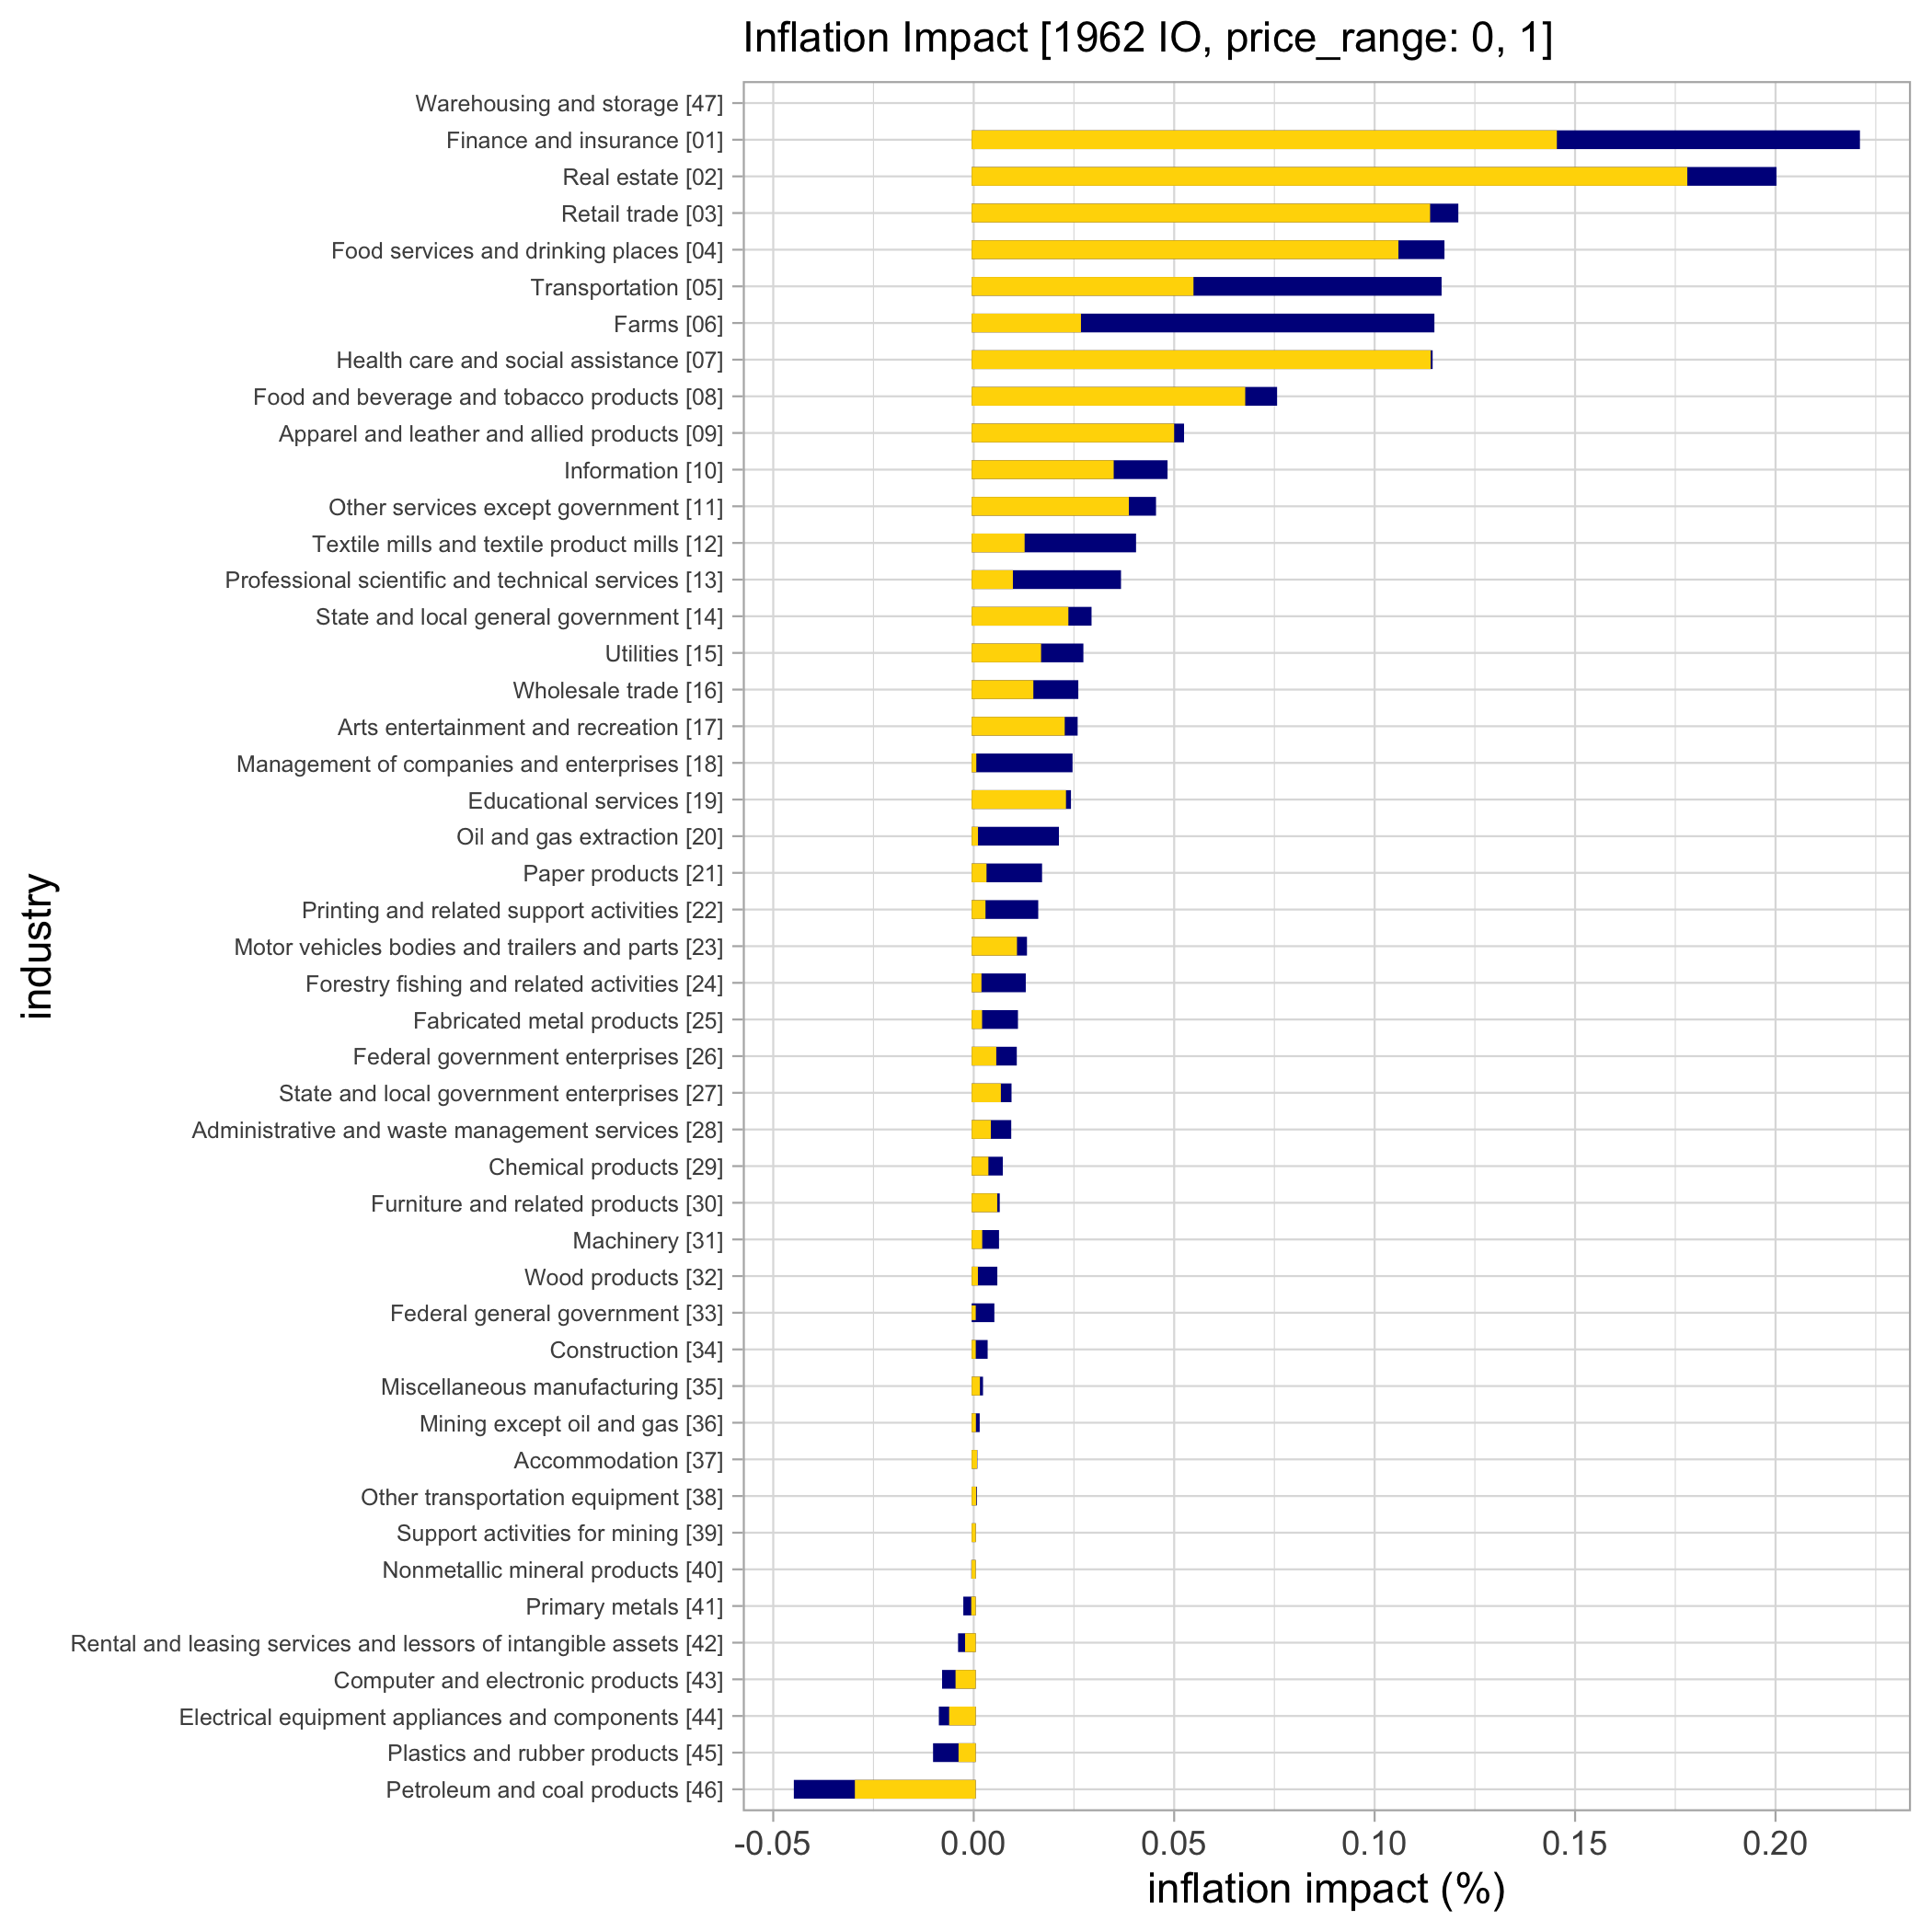 Inflation Impact [1962 IO, price_range: 0, 1]
Warehousing and storage [47]
Finance and insurance [01]
Real estate [02]
Retail trade [03]
Food services and drinking places [04]
Transportation [05]
Farms [06]
Health care and social assistance [07]
Food and beverage and tobacco products [08]
Apparel and leather and allied products [09]
Information [10]
Other services except government [11]
Textile mills and textile product mills [12]
Professional scientific and technical services [13]
State and local general government [14]
Utilities [15]
Wholesale trade [16]
Arts entertainment and recreation [17]
Management of companies and enterprises [18]
Educational services [19]
Oil and gas extraction [20]
Paper products [21]
Printing and related support activities [22]
Motor vehicles bodies and trailers and parts [23]
Forestry fishing and related activities [24]
Fabricated metal products [25]
Federal government enterprises [26]
State and local government enterprises [27]
Administrative and waste management services [28]
Chemical products [29]
Furniture and related products [30]
Machinery [31]
Wood products [32]
Federal general government [33]
Construction [34]
Miscellaneous manufacturing [35]
Mining except oil and gas [36]
Accommodation [37]
Other transportation equipment [38]
Support activities for mining [39]
Nonmetallic mineral products [40]
Primary metals [41]
Rental and leasing services and lessors of intangible assets [42]
Computer and electronic products [43]
Electrical equipment appliances and components [44]
Plastics and rubber products [45]
Petroleum and coal products [46]
industry
-0.05 0.00 0.05 0.10 0.15 0.20
inflation impact (%)